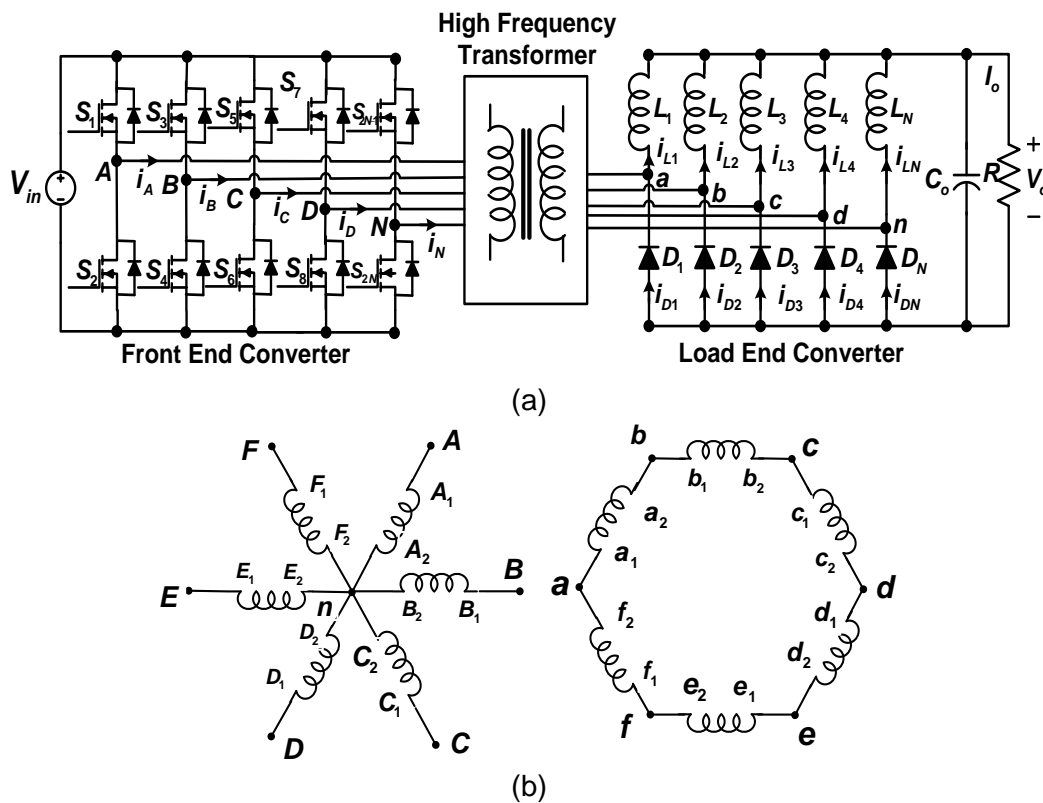 High Frequency
Transformer
S7
S1 S3 S5 S2N-1
L1 L2 L3 L4 LN
Io
Vin
A
iA B
iB C
iC D
iD N
iN
iL1 iL2 iL3 iL4 iLN
a
b
c
d
n
Co R
+
Vo
−
S2 S4 S6 S8 S2N
D1 D2 D3 D4 DN
iD1 iD2 iD3 iD4 iDN
Front End Converter
Load End Converter
(a)
F A
F1 A1
F2 A2
E E1 E2 n B2 B1 B
D2 C2
D1 C1
D C
b c
b1 b2
a2 c1
a1 c2
a d
f2 d1
f1 d2
e2 e1
f e
(b)